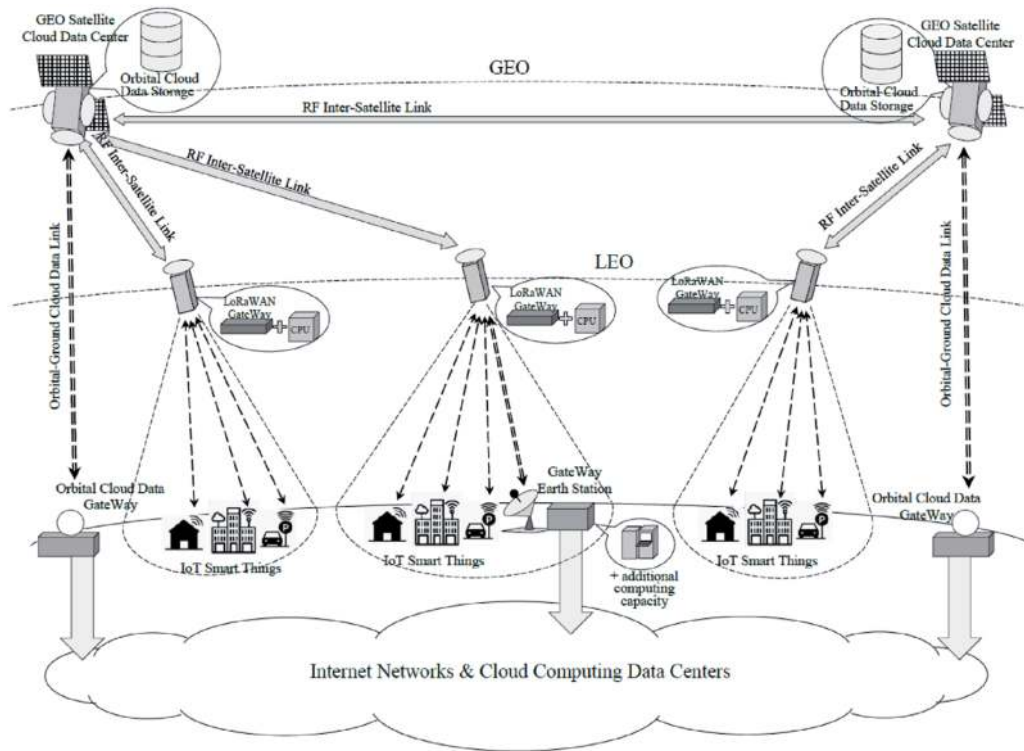 GEO Satellite
Cloud Data Center
Orbital Cloud
Data Storage
GEO
GEO Satellite
Cloud Data Center
Orbital Cloud
Data Storage
RF Inter-Satellite Link
RF Inter-Satellite Link
RF Inter-Satellite Link
RF Inter-Satellite Link
Orbital-Ground Cloud Data Link
LEO
LoRaWAN
GateWay
CPU
LoRaWAN
GateWay
CPU
LoRaWAN
GateWay
CPU
Orbital-Ground Cloud Data Link
Orbital Cloud Data
GateWay
GateWay
Earth Station
Orbital Cloud Data
GateWay
P
P
P
IoT Smart Things
IoT Smart Things
IoT Smart Things
+ additional
computing
capacity
Internet Networks & Cloud Computing Data Centers